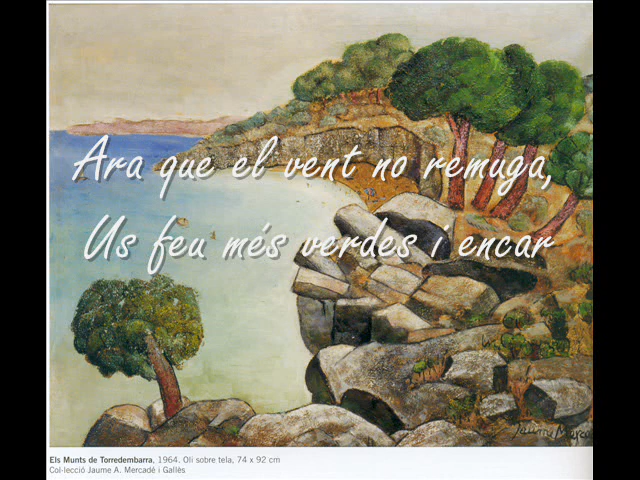 Ara que el vent no remuga,
Us feu més verdes i encar
Els Munts de Torredembarra, 1964. Oli sobre tela, 74 x 92 cm
Col·lecció Jaume A. Mercadé i Gallès